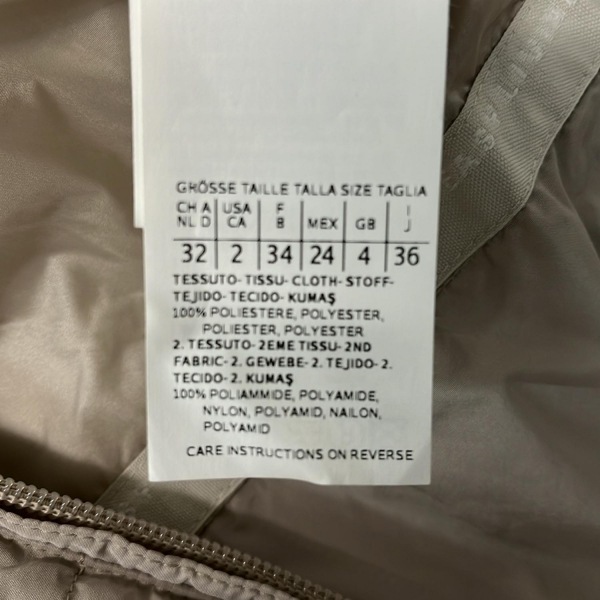 GRÖSSE TAILLE TALLA SIZE TAGLIA
CH A USA F I
NL D CA B MEX GB J
32 2 34 24 4 36
TESSUTO- TISSU- CLOTH- STOFF-
TEJIDO- TECIDO- KUMAŞ
100% POLIESTERE, POLYESTER,
POLIESTER, POLYESTER
2. TESSUTO- 2EME TISSU- 2ND
FABRIC- 2. GEWEBE- 2. TEJIDO- 2.
TECIDO- 2. KUMAŞ
100% POLIAMMIDE, POLYAMIDE,
NYLON, POLYAMID, NAILON,
POLYAMID
CARE INSTRUCTIONS ON REVERSE